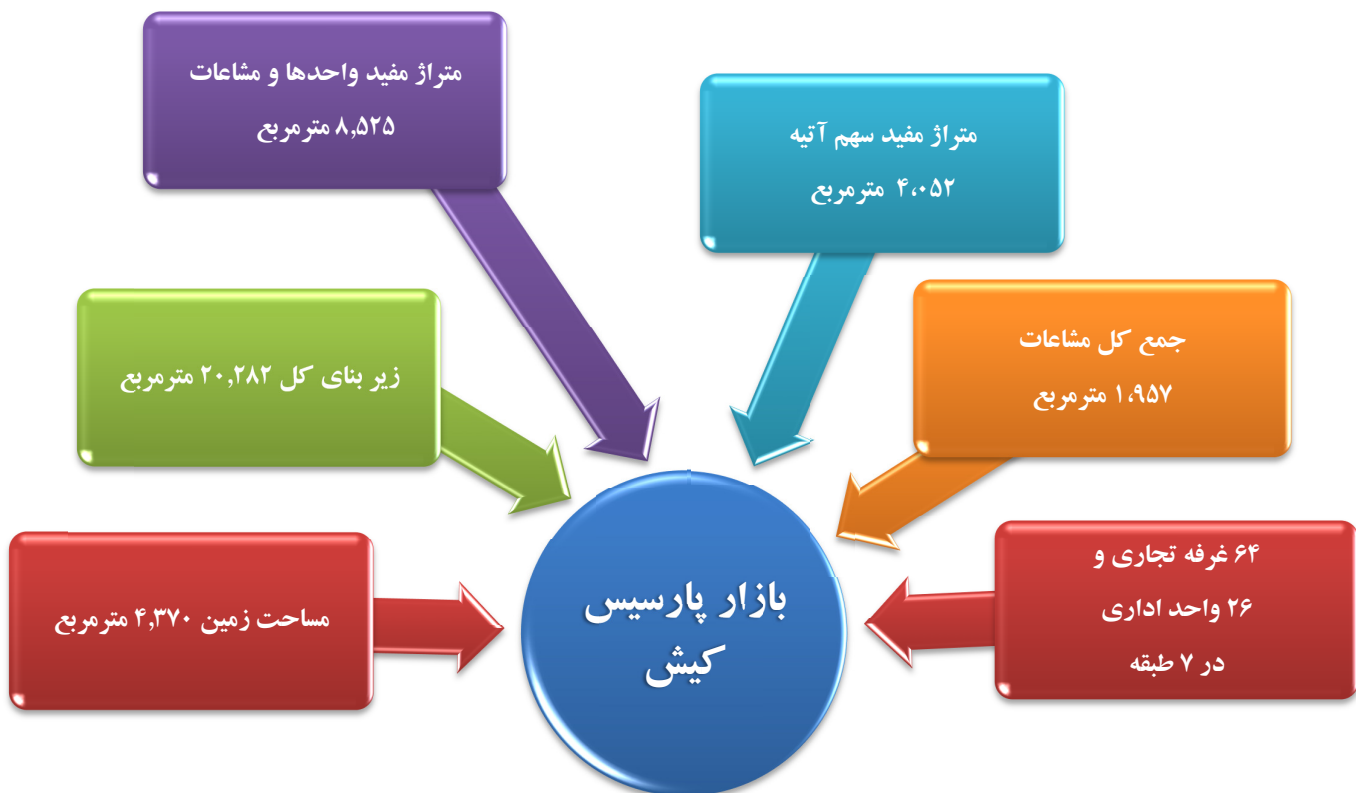 متراژ مفید واحدها و مشاعات
۸,۵۲۵ مترمربع
متراژ مفید سهم آتیه
۴،۰۵۲ مترمربع
زیر بنای کل ۲۰,۲۸۲ مترمربع
جمع کل مشاعات
۱،۹۵۷ مترمربع
مساحت زمین ۴,۳۷۰ مترمربع
۶۴ غرفه تجاری و
۲۶ واحد اداری
در ۷ طبقه
بازار پارسیس
کیش